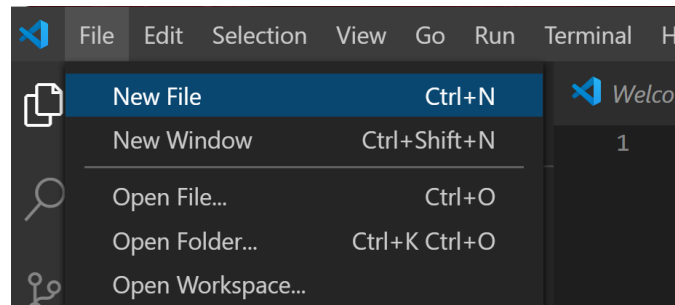 File Edit Selection View Go Run Terminal
New File Ctrl+N
Welco
New Window Ctrl+Shift+N
1
Open File... Ctrl+O
Open Folder... Ctrl+K Ctrl+O
Open Workspace...